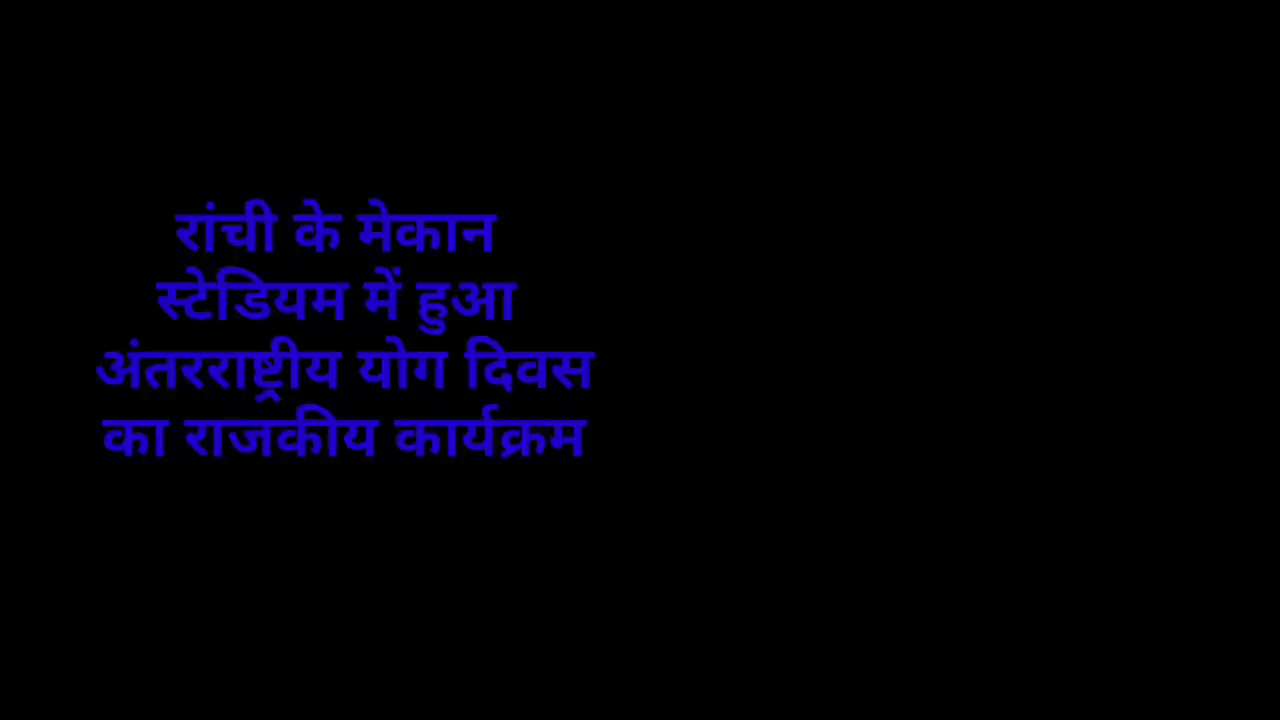 रांची के मेकान
स्टेडियम में हुआ
अंतरराष्ट्रीय योग दिवस
का राजकीय कार्यक्रम